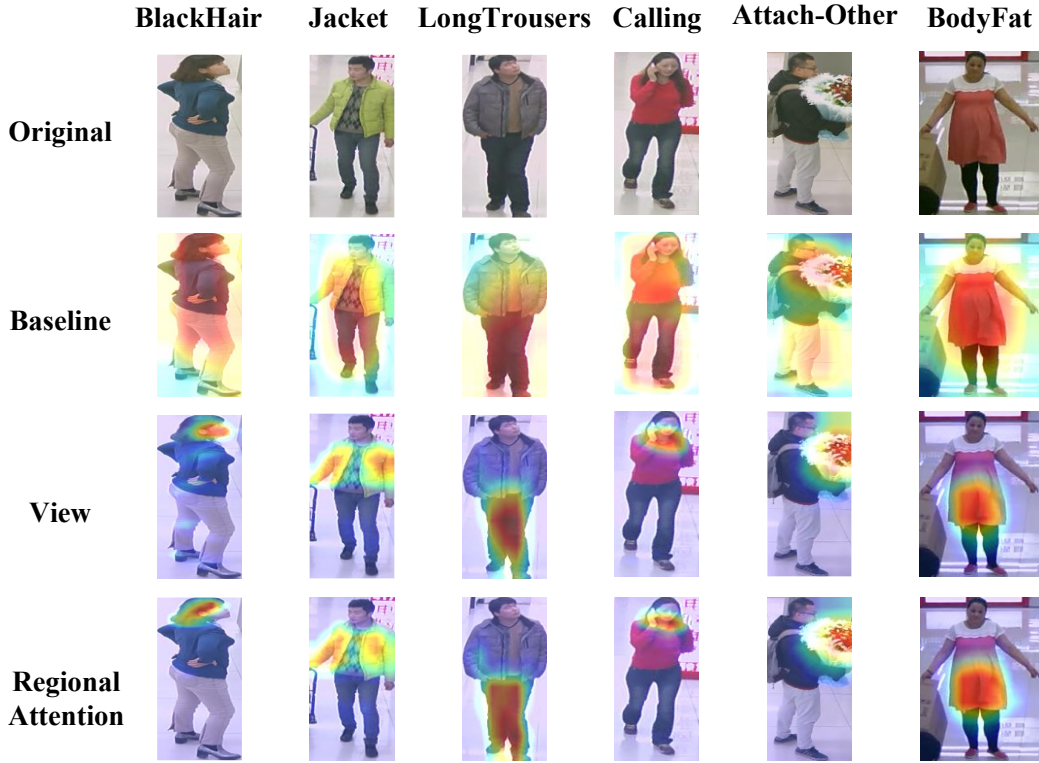 BlackHair Jacket LongTrousers Calling Attach-Other BodyFat
Original
Baseline
View
Regional
Attention